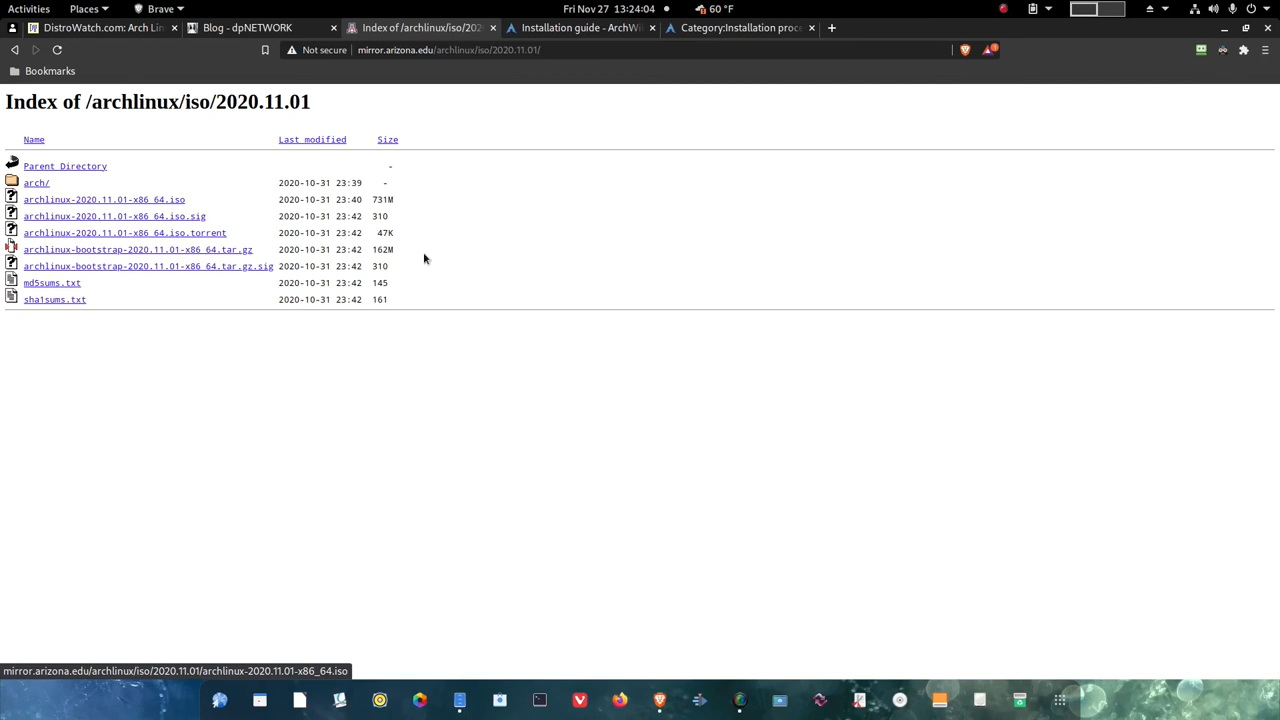 Activities Places Brave Fri Nov 27 13:24:04 60 °F
DistroWatch.com: Arch Lin Blog - dpNETWORK Index of /archlinux/iso/202 Installation guide - ArchWi Category:Installation proc
Not secure mirror.arizona.edu/archlinux/iso/2020.11.01/
Bookmarks
Index of /archlinux/iso/2020.11.01
Name Last modified Size
Parent Directory -
arch/ 2020-10-31 23:39 -
archlinux-2020.11.01-x86_64.iso 2020-10-31 23:40 731M
archlinux-2020.11.01-x86_64.iso.sig 2020-10-31 23:42 310
archlinux-2020.11.01-x86_64.iso.torrent 2020-10-31 23:42 47K
archlinux-bootstrap-2020.11.01-x86_64.tar.gz 2020-10-31 23:42 162M
archlinux-bootstrap-2020.11.01-x86_64.tar.gz.sig 2020-10-31 23:42 310
md5sums.txt 2020-10-31 23:42 145
sha1sums.txt 2020-10-31 23:42 161
mirror.arizona.edu/archlinux/iso/2020.11.01/archlinux-2020.11.01-x86_64.iso